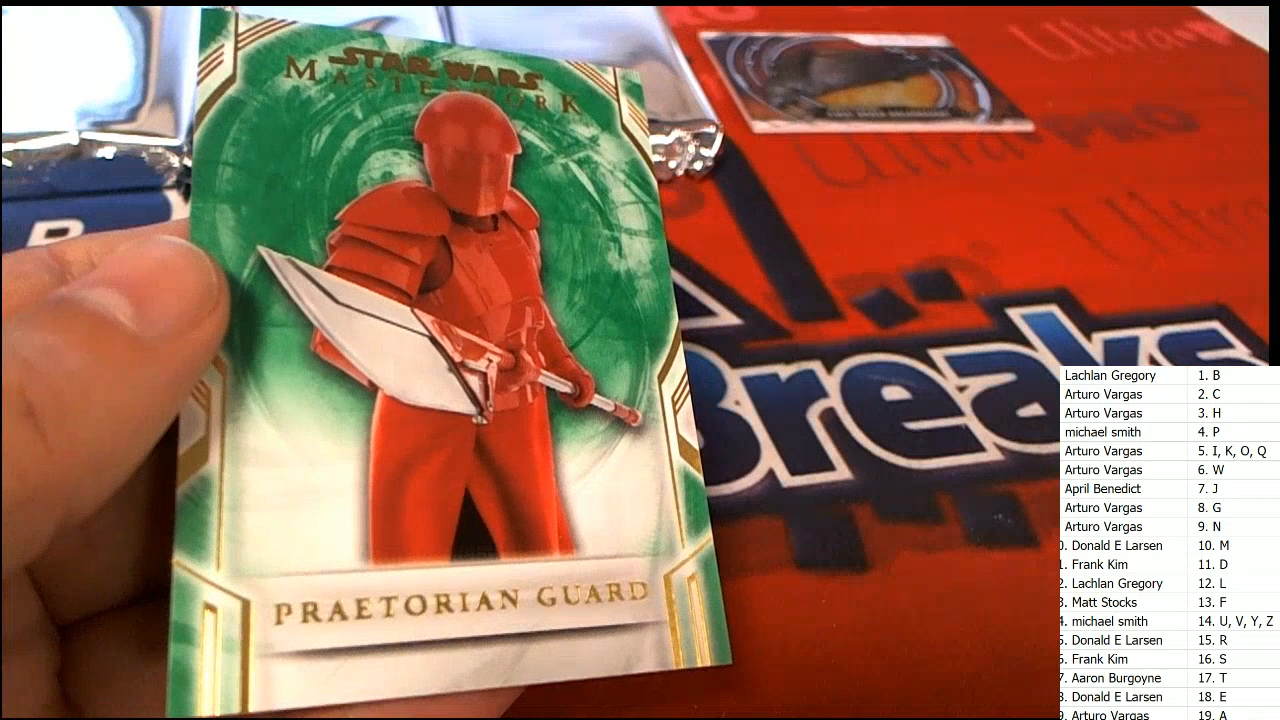 STAR WARS
MASTERWORK
PRAETORIAN GUARD
Ultra
PRO
Ultra
Ultra
Breaks
Lachlan Gregory 1. B
Arturo Vargas 2. C
Arturo Vargas 3. H
michael smith 4. P
Arturo Vargas 5. I, K, O, Q
Arturo Vargas 6. W
April Benedict 7. J
Arturo Vargas 8. G
Arturo Vargas 9. N
Donald E Larsen 10. M
Frank Kim 11. D
Lachlan Gregory 12. L
Matt Stocks 13. F
michael smith 14. U, V, Y, Z
Donald E Larsen 15. R
Frank Kim 16. S
Aaron Burgoyne 17. T
Donald E Larsen 18. E
Arturo Vargas 19. A